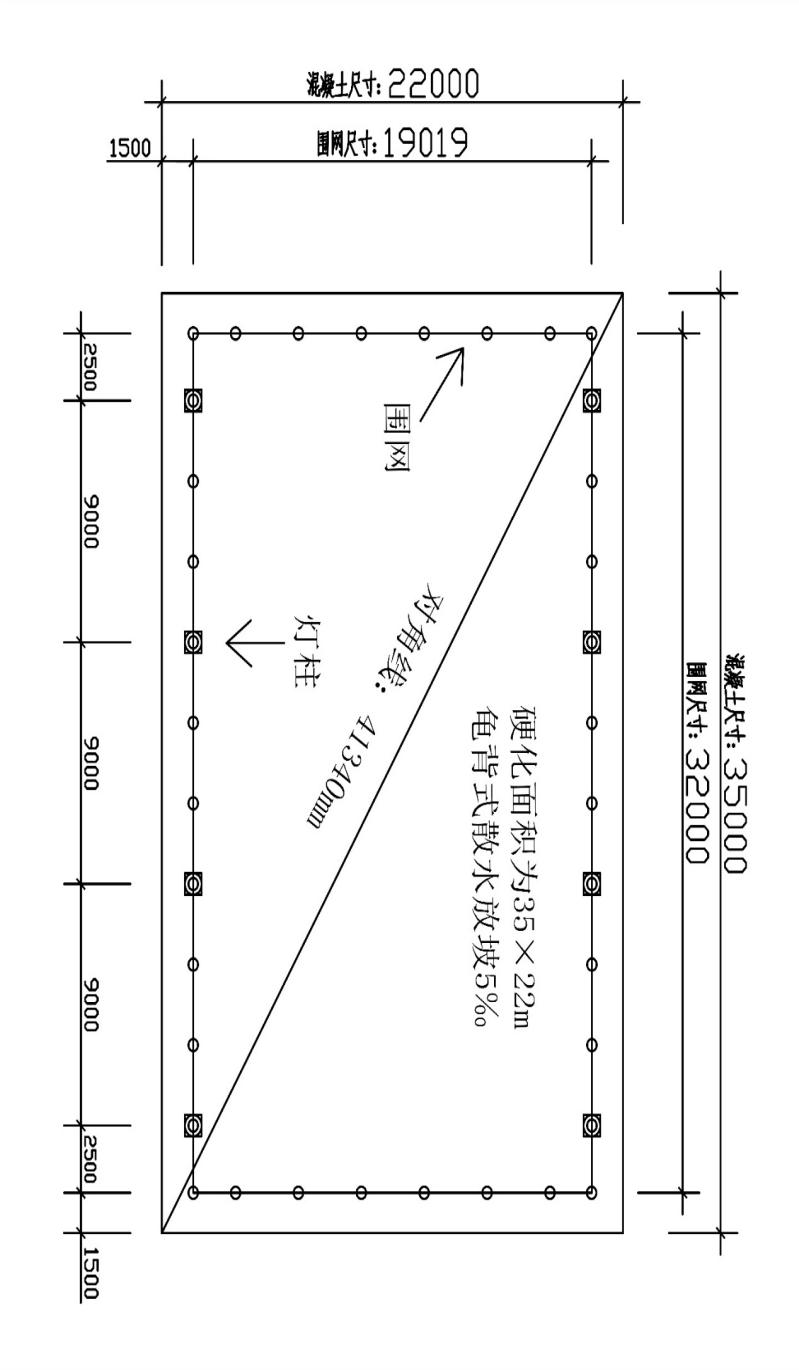 混凝土尺寸:22000
围网尺寸:19019
1500
2500
9000
9000
9000
2500
1500
围网
灯柱
对角线: 41340mm
硬化面积为35×22m
龟背式散水放坡5‰
围网尺寸:32000
混凝土尺寸:35000